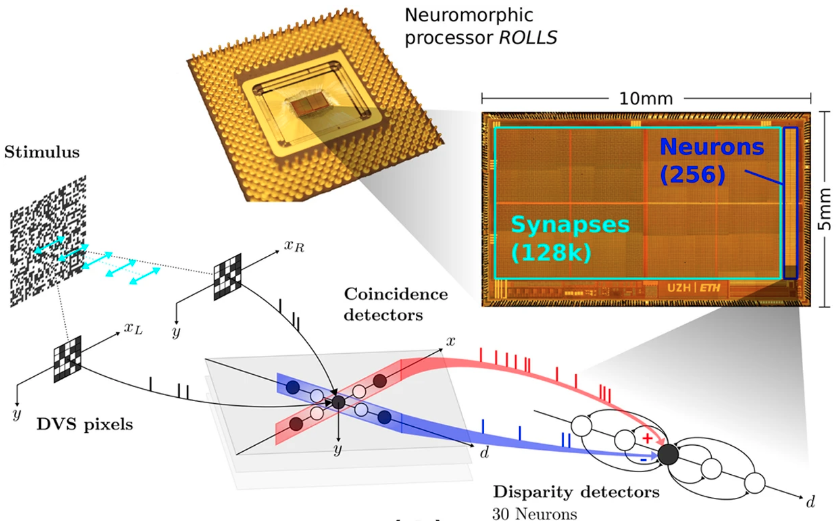 Neuromorphic
processor ROLLS
10mm
Neurons
(256)
5mm
Synapses
(128k)
UZH | ETH
Stimulus
x_R
y
Coincidence
detectors
x_L
y
x
DVS pixels
y
d
+
-
Disparity detectors
30 Neurons
d